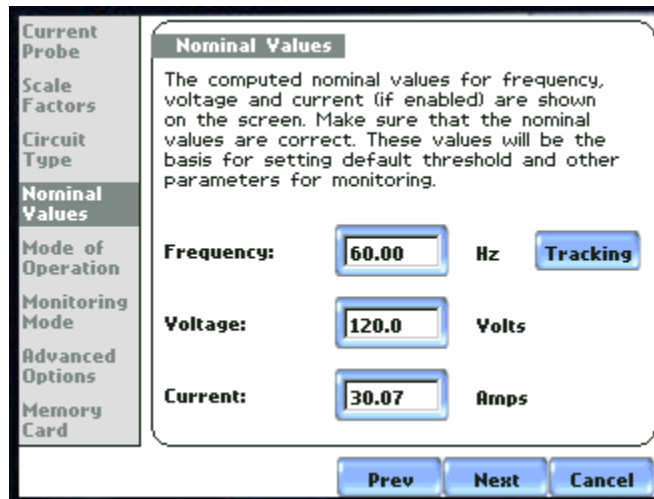 Current
Probe
Scale
Factors
Circuit
Type
Nominal
Values
Mode of
Operation
Monitoring
Mode
Advanced
Options
Memory
Card
Nominal Values
The computed nominal values for frequency,
voltage and current (if enabled) are shown
on the screen. Make sure that the nominal
values are correct. These values will be the
basis for setting default threshold and other
parameters for monitoring.
Frequency: 60.00 Hz Tracking
Voltage: 120.0 Volts
Current: 30.07 Amps
Prev Next Cancel